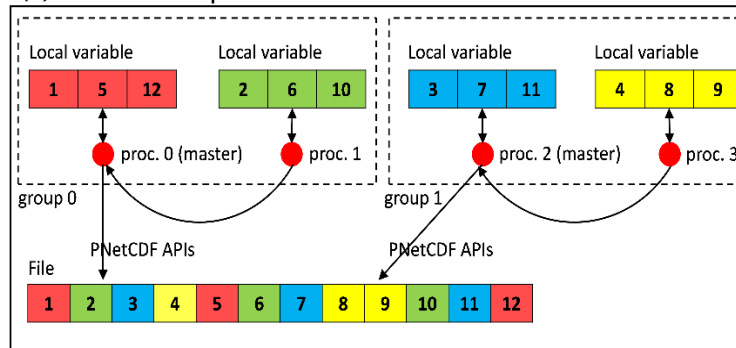 Local variable Local variable Local variable Local variable
1 5 12 2 6 10 3 7 11 4 8 9
proc. 0 (master) proc. 1 proc. 2 (master) proc. 3
group 0 group 1
PNetCDF APIs PNetCDF APIs
File
1 2 3 4 5 6 7 8 9 10 11 12